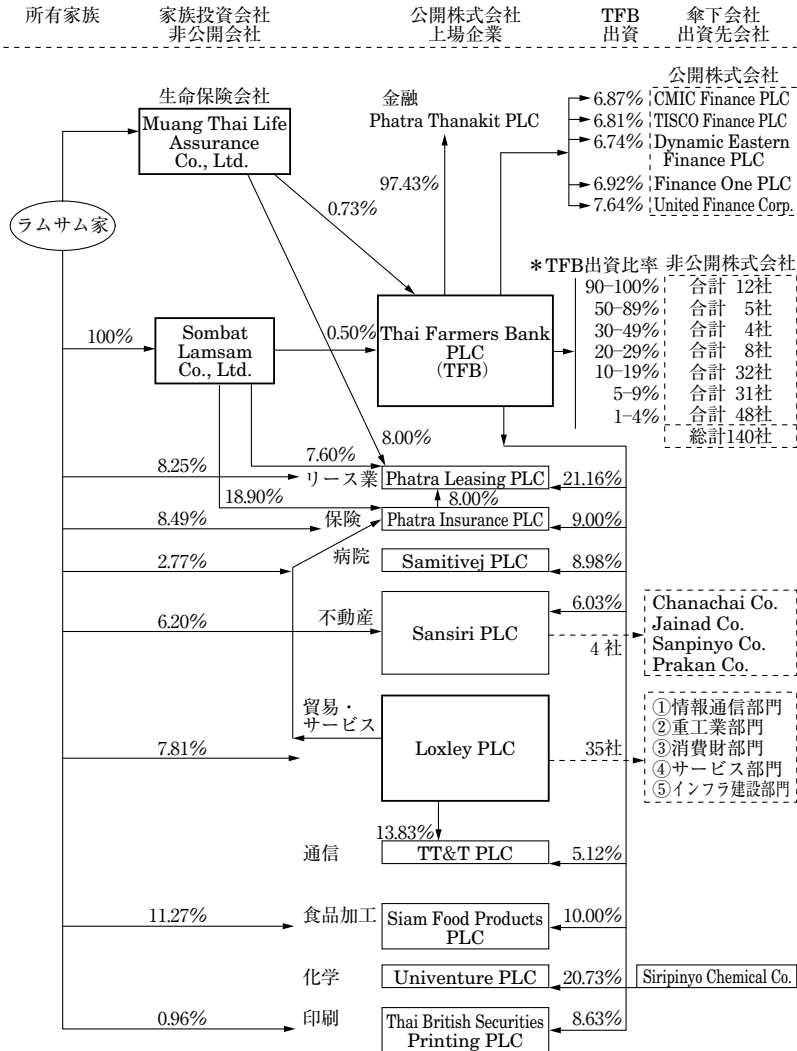 所有家族 家族投資会社 公開株式会社 TFB 傘下会社
非公開会社 上場企業 出資 出資先会社
公開株式会社
生命保険会社
Muang Thai Life
Assurance
Co., Ltd.
金融
Phatra Thanakit PLC
6.87% CMIC Finance PLC
6.81% TISCO Finance PLC
6.74% Dynamic Eastern
Finance PLC
6.92% Finance One PLC
7.64% United Finance Corp.
97.43%
0.73%
ラムサム家
*TFB出資比率 非公開株式会社
90–100% 合計 12社
50–89% 合計 5社
30–49% 合計 4社
20–29% 合計 8社
10–19% 合計 32社
5–9% 合計 31社
1–4% 合計 48社
総計140社
100%
Sombat
Lamsam
Co., Ltd.
0.50%
Thai Farmers Bank
PLC
(TFB)
8.00%
7.60%
8.25% リース業 Phatra Leasing PLC 21.16%
18.90% 8.00%
8.49% 保険 Phatra Insurance PLC 9.00%
2.77% 病院 Samitivej PLC 8.98%
6.20% 不動産 Sansiri PLC 6.03%
4社
Chanachai Co.
Jainad Co.
Sanpinyo Co.
Prakan Co.
貿易・
サービス
7.81% Loxley PLC 35社
①情報通信部門
②重工業部門
③消費財部門
④サービス部門
⑤インフラ建設部門
13.83%
通信 TT&T PLC 5.12%
11.27% 食品加工 Siam Food Products
PLC
10.00%
化学 Univenture PLC 20.73% Siripinyo Chemical Co.
0.96% 印刷 Thai British Securities
Printing PLC
8.63%